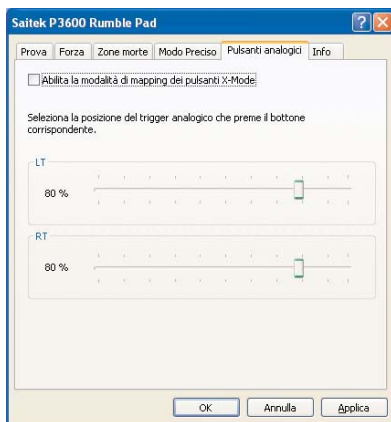 Saitek P3600 Rumble Pad
Prova Forza Zone morte Modo Preciso Pulsanti analogici Info
Abilita la modalità di mapping dei pulsanti X-Mode
Seleziona la posizione del trigger analogico che preme il bottone
corrispondente.
LT
80 %
RT
80 %
OK Annulla Applica